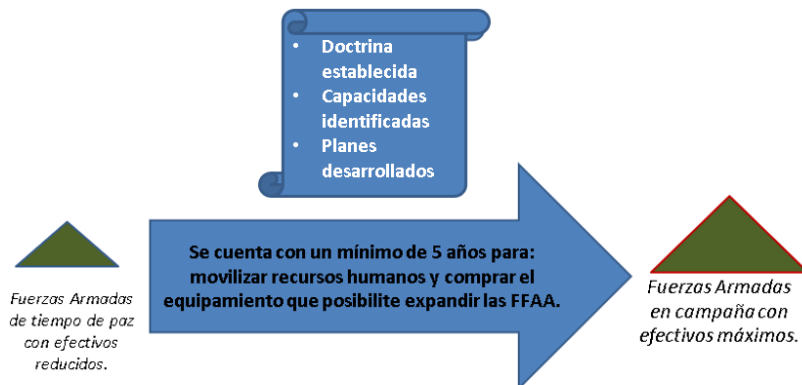 • Doctrina
establecida
• Capacidades
identificadas
• Planes
desarrollados
Se cuenta con un mínimo de 5 años para:
movilizar recursos humanos y comprar el
equipamiento que posibilite expandir las FFAA.
Fuerzas Armadas
de tiempo de paz
con efectivos
reducidos.
Fuerzas Armadas
en campaña con
efectivos máximos.